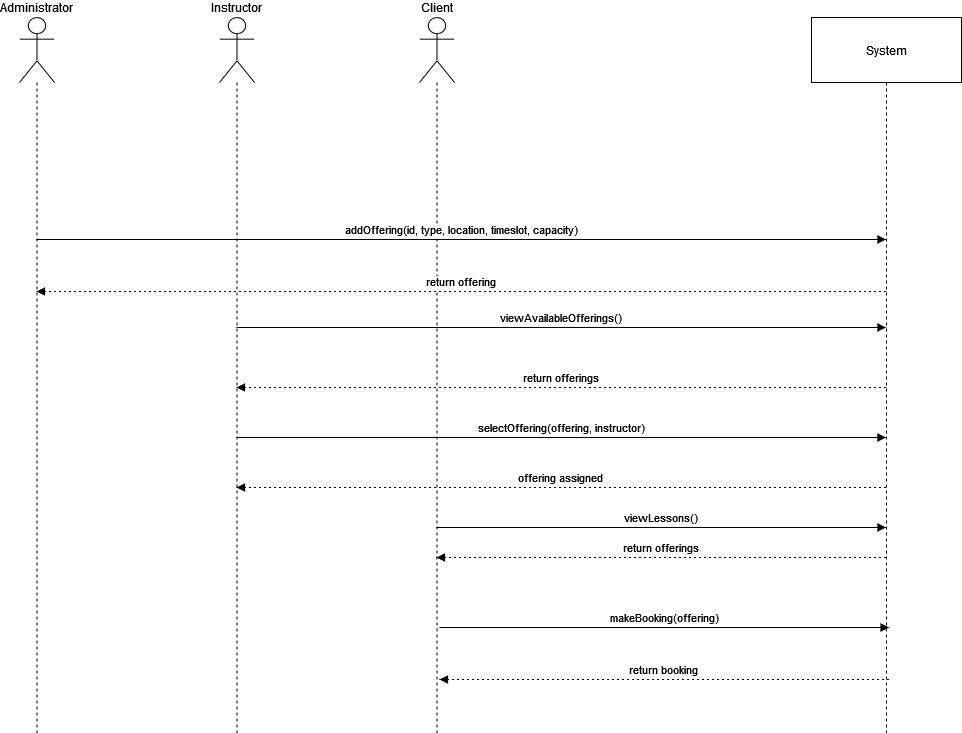 Administrator
Instructor
Client
System
addOffering(id, type, location, timeslot, capacity)
return offering
viewAvailableOfferings()
return offerings
selectOffering(offering, instructor)
offering assigned
viewLessons()
return offerings
makeBooking(offering)
return booking